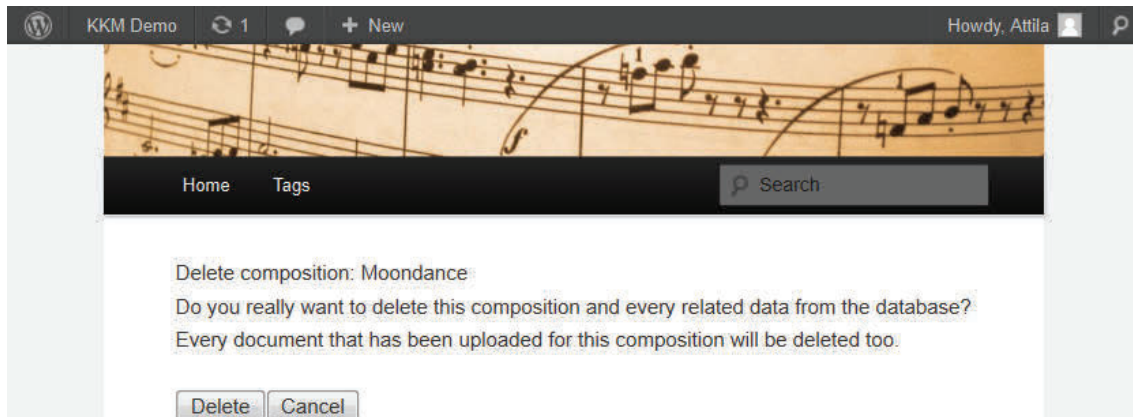 KKM Demo 1 + New Howdy, Attila
Home Tags Search
Delete composition: Moondance
Do you really want to delete this composition and every related data from the database?
Every document that has been uploaded for this composition will be deleted too.
Delete Cancel